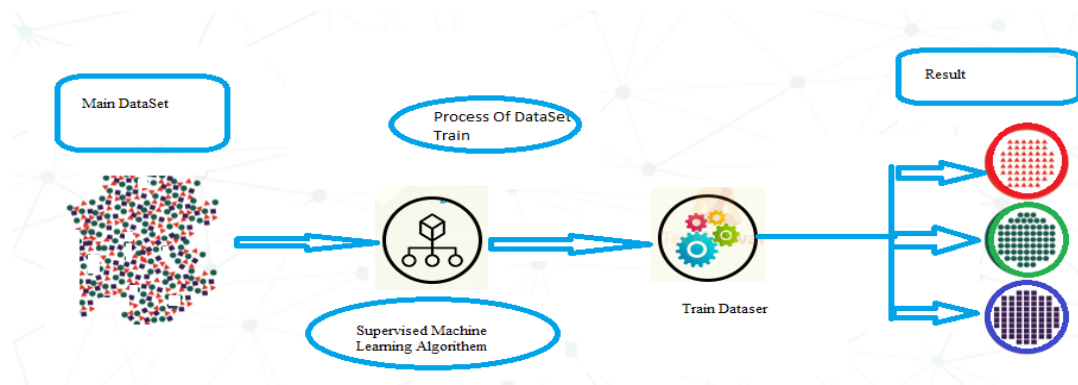 Main DataSet
Process Of DataSet
Train
Result
Supervised Machine
Learning Algorithem
Train Dataser